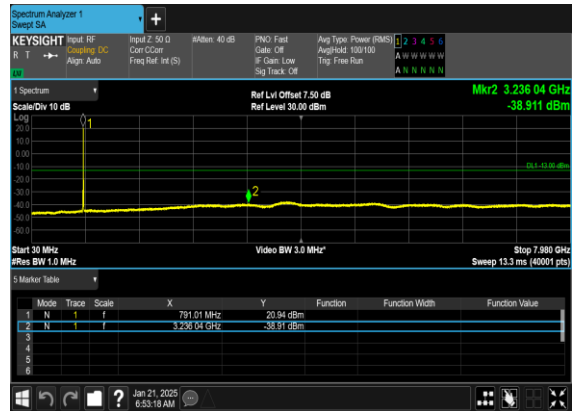 Spectrum Analyzer 1
Swept SA
+
KEYSIGHT Input: RF Input Z: 50 Ω #Atten: 40 dB PNO: Fast Avg Type: Power (RMS) 1 2 3 4 5 6
R T Coupling: DC Corr CCorr Gate: Off Avg|Hold: 100/100 A W W W W W
Align: Auto Freq Ref: Int (S) IF Gain: Low Trig: Free Run
Sig Track: Off A N N N N N
1 Spectrum Ref Lvl Offset 7.50 dB Mkr2 3.236 04 GHz
Scale/Div 10 dB Ref Level 30.00 dBm -38.911 dBm
Log
1
20.0
10.0
0.00
-10.0
DL1 -13.00 dBm
-20.0
-30.0
2
-40.0
-50.0
-60.0
Start 30 MHz Video BW 3.0 MHz* Stop 7.980 GHz
#Res BW 1.0 MHz Sweep 13.3 ms (40001 pts)
5 Marker Table
Mode Trace Scale X Y Function Function Width Function Value
1 N 1 f 791.01 MHz 20.94 dBm
2 N 1 f 3.236 04 GHz -38.91 dBm
3
4
5
6
? Jan 21, 2025
6:53:18 AM